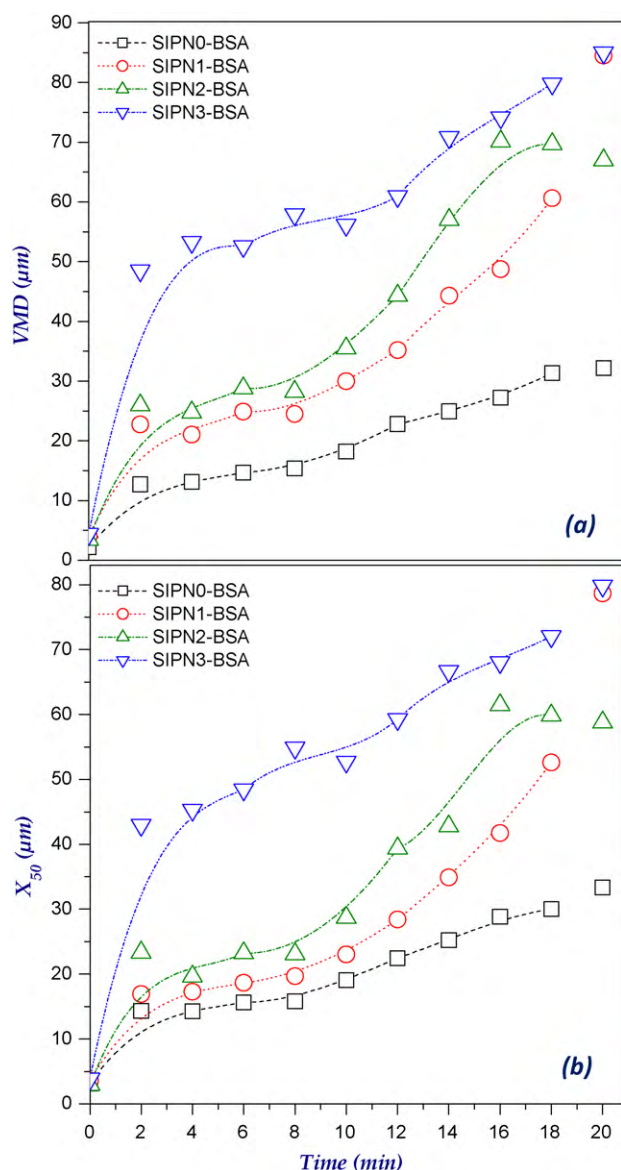 90
80
70
60
50
40
30
20
10
0
VMD (μm)
SIPN0-BSA
SIPN1-BSA
SIPN2-BSA
SIPN3-BSA
(a)
80
70
60
50
40
30
20
10
0
X50 (μm)
SIPN0-BSA
SIPN1-BSA
SIPN2-BSA
SIPN3-BSA
(b)
0 2 4 6 8 10 12 14 16 18 20
Time (min)